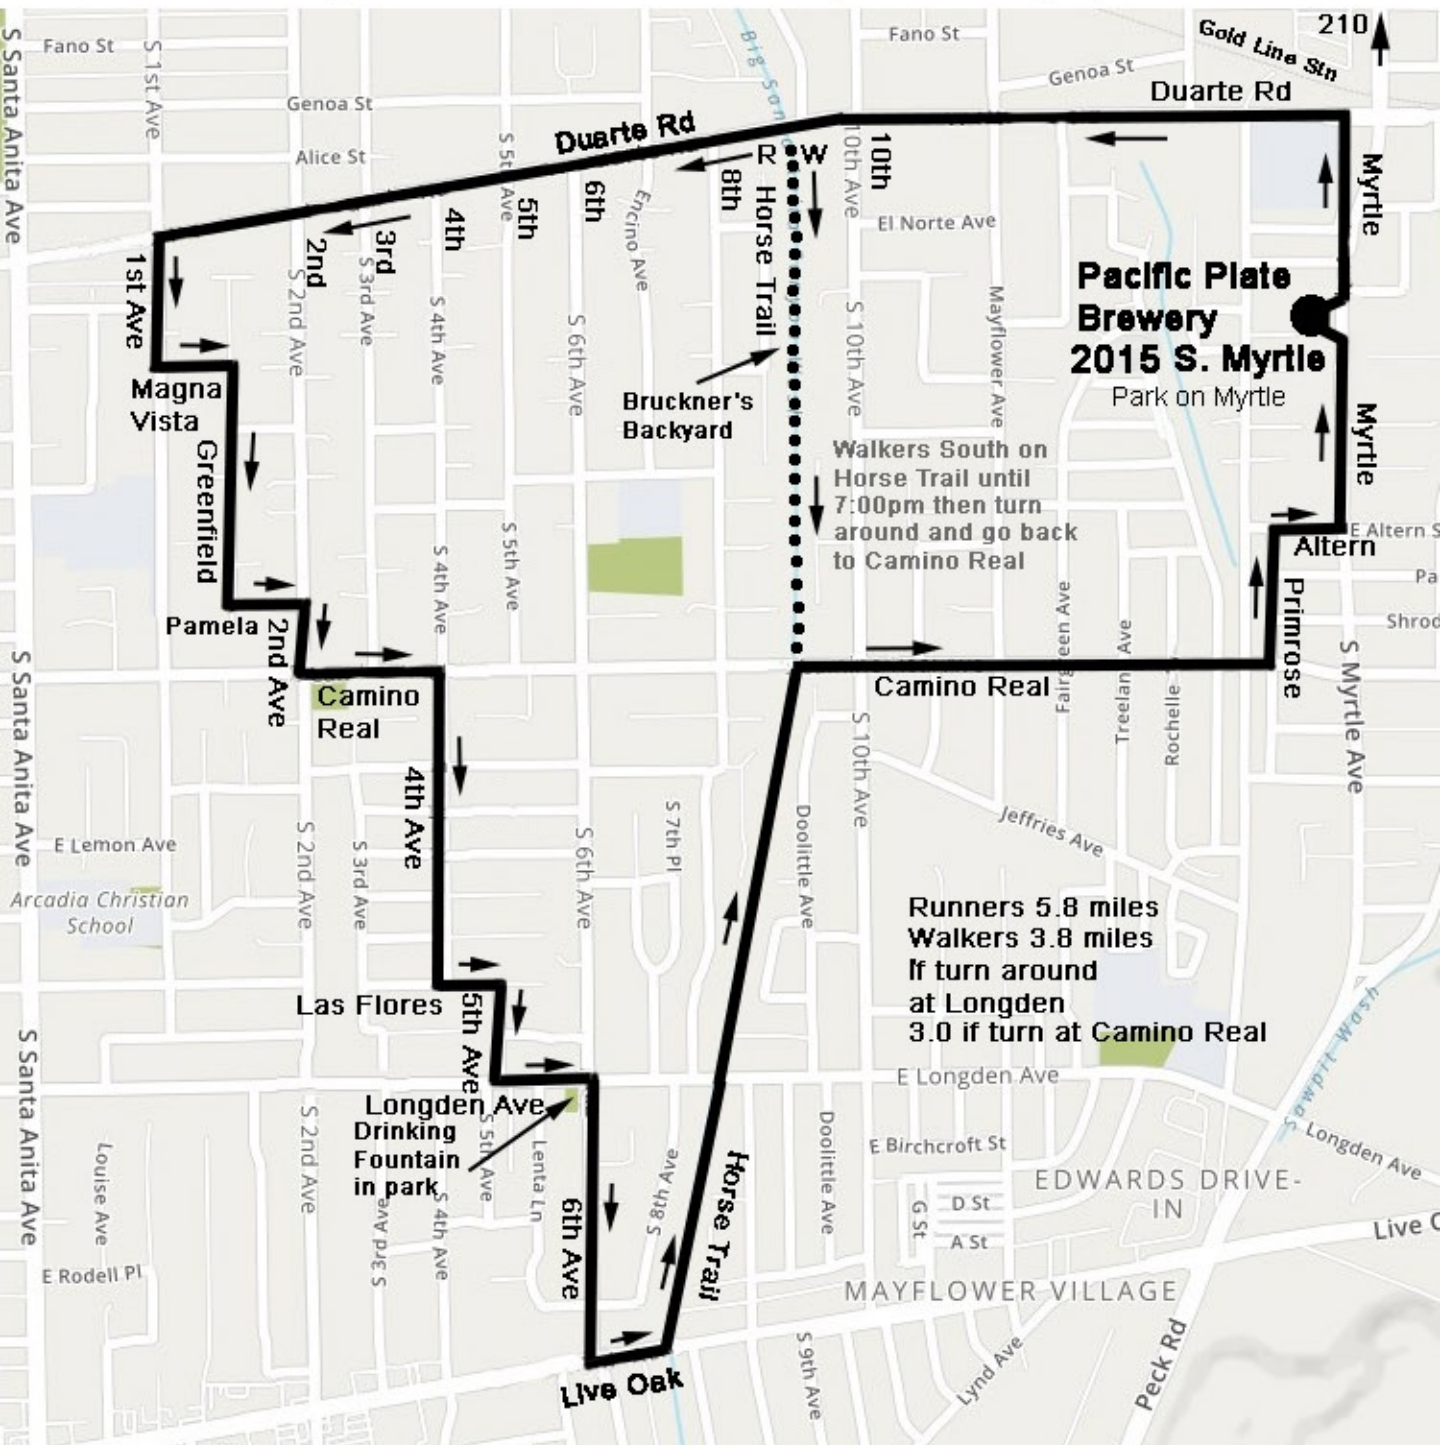 210
Gold Line Stn
Fano St
Fano St
Genoa St
Genoa St
Duarte Rd
Duarte Rd
S Santa Anita Ave
S 1st Ave
Big San
Alice St
S 5th Ave
R W
10th Ave
10th
Myrtle
8th
6th
5th
4th
3rd
2nd
Encino Ave
Horse Trail
El Norte Ave
1st Ave
S 2nd Ave
S 3rd Ave
S 4th Ave
S 6th Ave
S 10th Ave
Mayflower Ave
Pacific Plate
Brewery
2015 S. Myrtle
Park on Myrtle
Magna
Vista
Bruckner's
Backyard
Myrtle
Greenfield
Walkers South on
Horse Trail until
7:00pm then turn
around and go back
to Camino Real
S 4th Ave
S 5th Ave
E Altern S
Altern
Pa
Shrod
Primrose
Fairgreen Ave
Treelan Ave
Rochelle
S Myrtle Ave
Pamela
2nd Ave
S Santa Anita Ave
Camino
Real
Camino Real
4th Ave
S 10th Ave
Doolittle Ave
S 7th Pl
S 6th Ave
Jeffries Ave
E Lemon Ave
S 2nd Ave
S 3rd Ave
Arcadia Christian
School
Runners 5.8 miles
Walkers 3.8 miles
If turn around
at Longden
3.0 if turn at Camino Real
Las Flores
5th Ave
Sawpit Wash
S Santa Anita Ave
E Longden Ave
Longden Ave
Drinking
Fountain
in park
S 2nd Ave
S 3rd Ave
S 4th Ave
S 5th Ave
Lenta Ln
Louise Ave
S 8th Ave
Horse Trail
Doolittle Ave
E Birchcroft St
Longden Ave
EDWARDS DRIVE-
IN
G St
D St
A St
Live O
6th Ave
E Rodell Pl
MAYFLOWER VILLAGE
S 9th Ave
Lynd Ave
Peck Rd
Live Oak